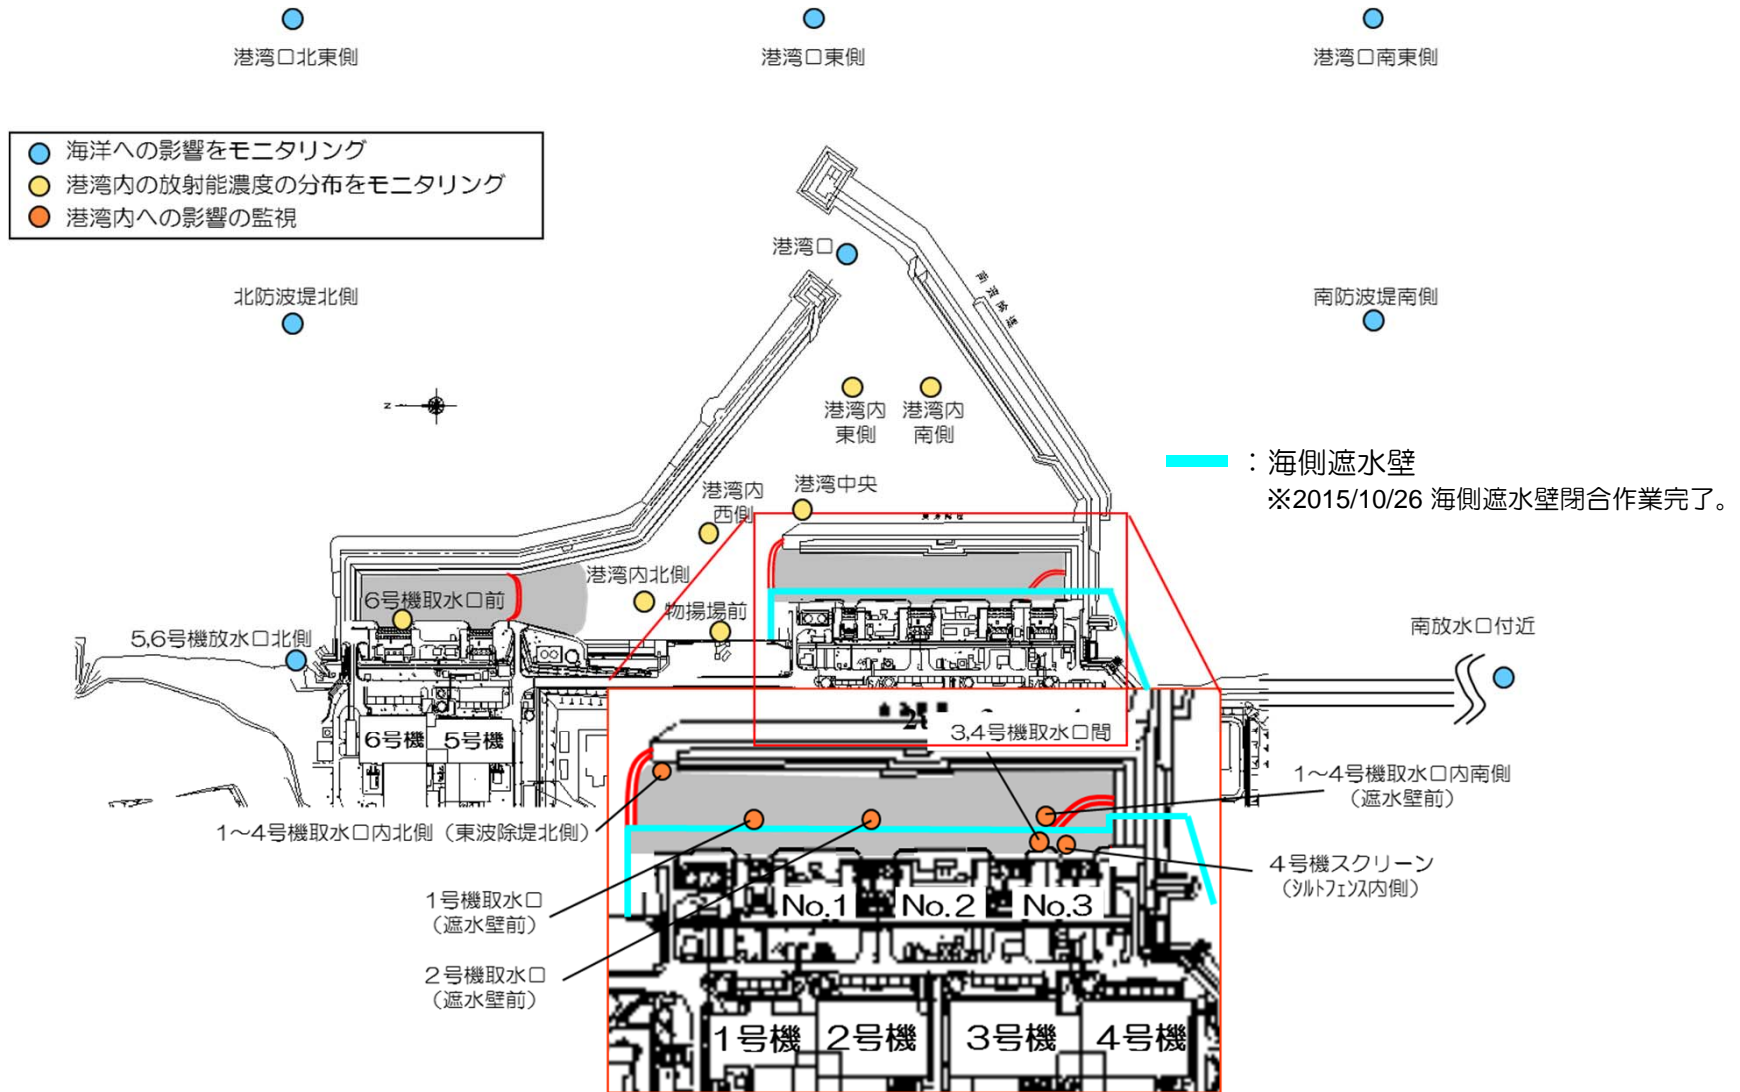 港湾口北東側
港湾口東側
港湾口南東側
海洋への影響をモニタリング
港湾内の放射能濃度の分布をモニタリング
港湾内への影響の監視
港湾口
北防波堤北側
南防波堤南側
N
港湾内
東側
港湾内
南側
：海側遮水壁
※2015/10/26 海側遮水壁閉合作業完了。
港湾内
西側
港湾中央
港湾内北側
6号機取水口前
物揚場前
5,6号機放水口北側
南放水口付近
6号機
5号機
3,4号機取水口間
1～4号機取水口内南側
（遮水壁前）
1～4号機取水口内北側（東波除堤北側）
4号機スクリーン
（シルトフェンス内側）
1号機取水口
（遮水壁前）
No.1
No.2
No.3
2号機取水口
（遮水壁前）
1号機
2号機
3号機
4号機